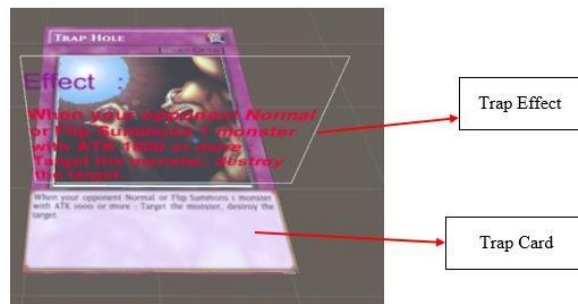 TRAP HOLE
Effect :
When your opponent Normal
or Flip Summons 1 monster
with ATK 1000 or more
Target the monster, destroy
the target
When your opponent Normal or Flip Summons 1 monster
with ATK 1000 or more : Target the monster, destroy the
target.
Trap Effect
Trap Card